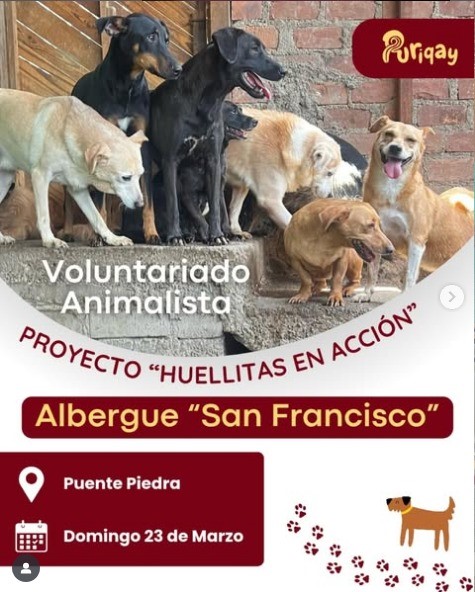 Puriqay
Voluntariado
Animalista
PROYECTO “HUELLITAS EN ACCIÓN”
Albergue “San Francisco”
Puente Piedra
Domingo 23 de Marzo